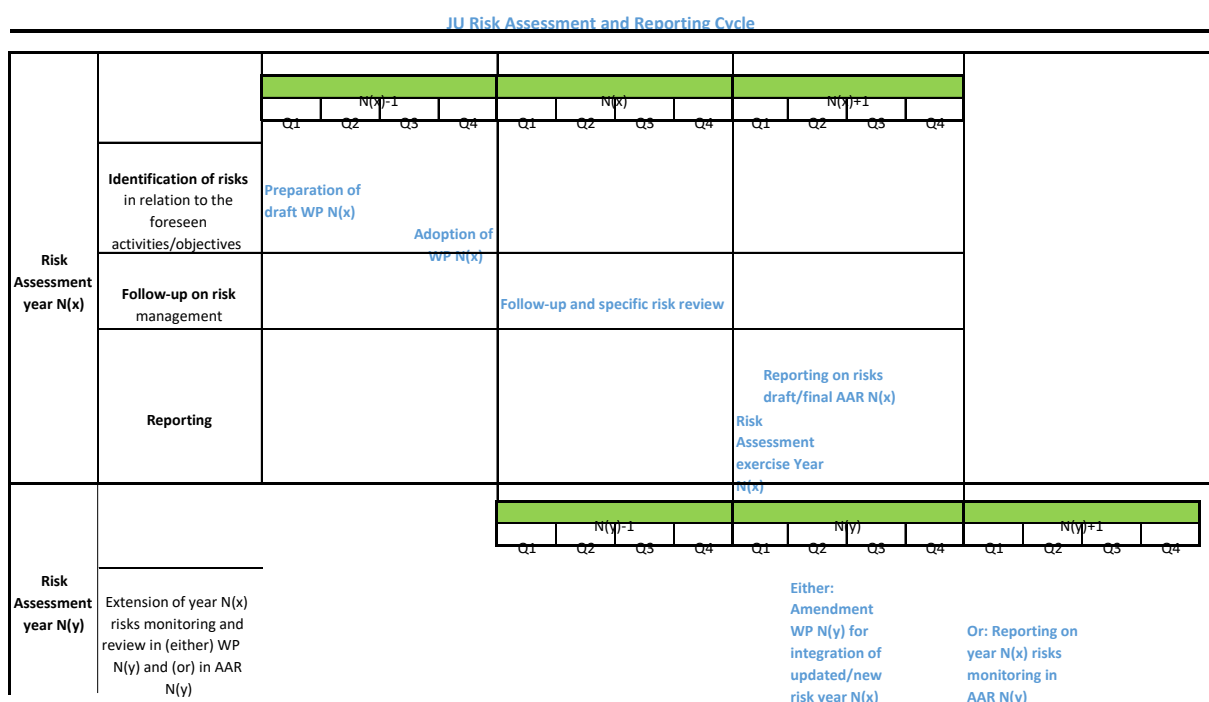 JU Risk Assessment and Reporting Cycle
N(x)-1 N(x) N(x)+1
Q1 Q2 Q3 Q4 Q1 Q2 Q3 Q4 Q1 Q2 Q3 Q4
Risk
Assessment
year N(x)
Identification of risks
in relation to the
foreseen
activities/objectives
Preparation of
draft WP N(x)
Adoption of
WP N(x)
Follow-up on risk
management
Follow-up and specific risk review
Reporting
Reporting on risks
draft/final AAR N(x)
Risk
Assessment
exercise Year
N(x)
N(y)-1 N(y) N(y)+1
Q1 Q2 Q3 Q4 Q1 Q2 Q3 Q4 Q1 Q2 Q3 Q4
Risk
Assessment
year N(y)
Extension of year N(x)
risks monitoring and
review in (either) WP
N(y) and (or) in AAR
N(y)
Either:
Amendment
WP N(y) for
integration of
updated/new
risk year N(x)
Or: Reporting on
year N(x) risks
monitoring in
AAR N(y)